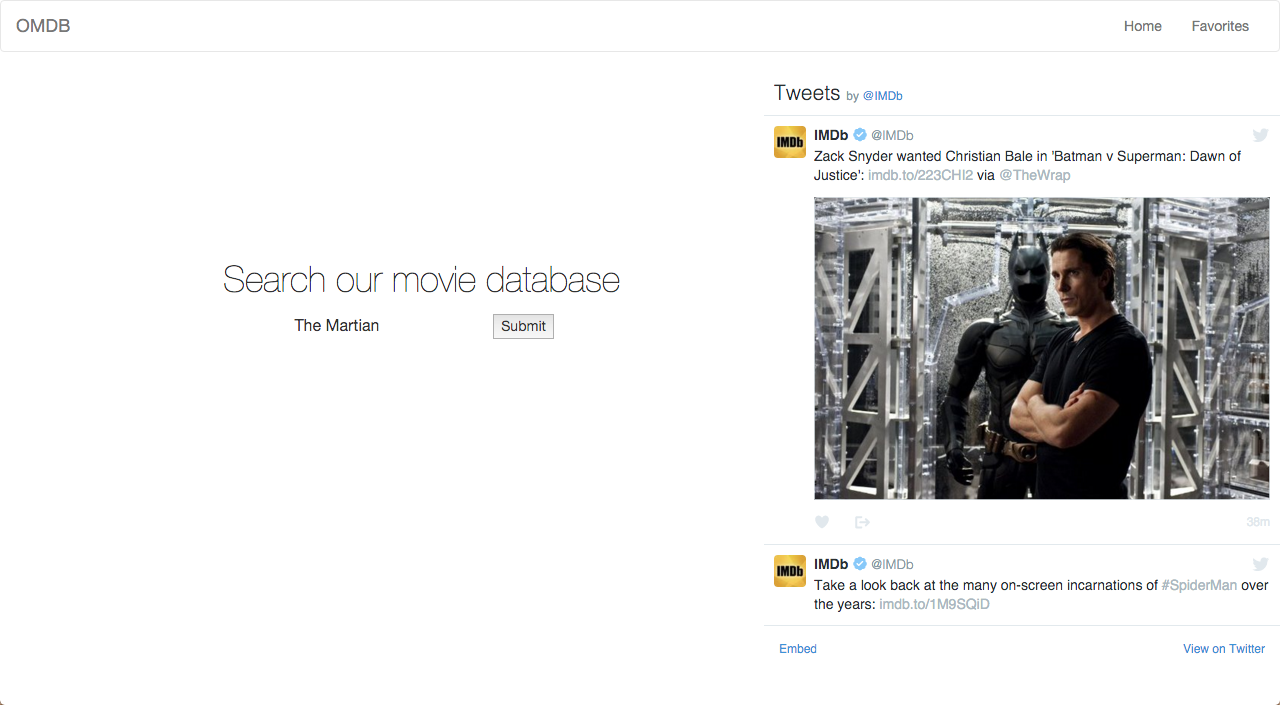 OMDB
Home
Favorites
Search our movie database
The Martian
Submit
Tweets by @IMDb
IMDb
IMDb @IMDb
Zack Snyder wanted Christian Bale in 'Batman v Superman: Dawn of
Justice': imdb.to/223CHI2 via @TheWrap
38m
IMDb
IMDb @IMDb
Take a look back at the many on-screen incarnations of #SpiderMan over
the years: imdb.to/1M9SQiD
Embed
View on Twitter